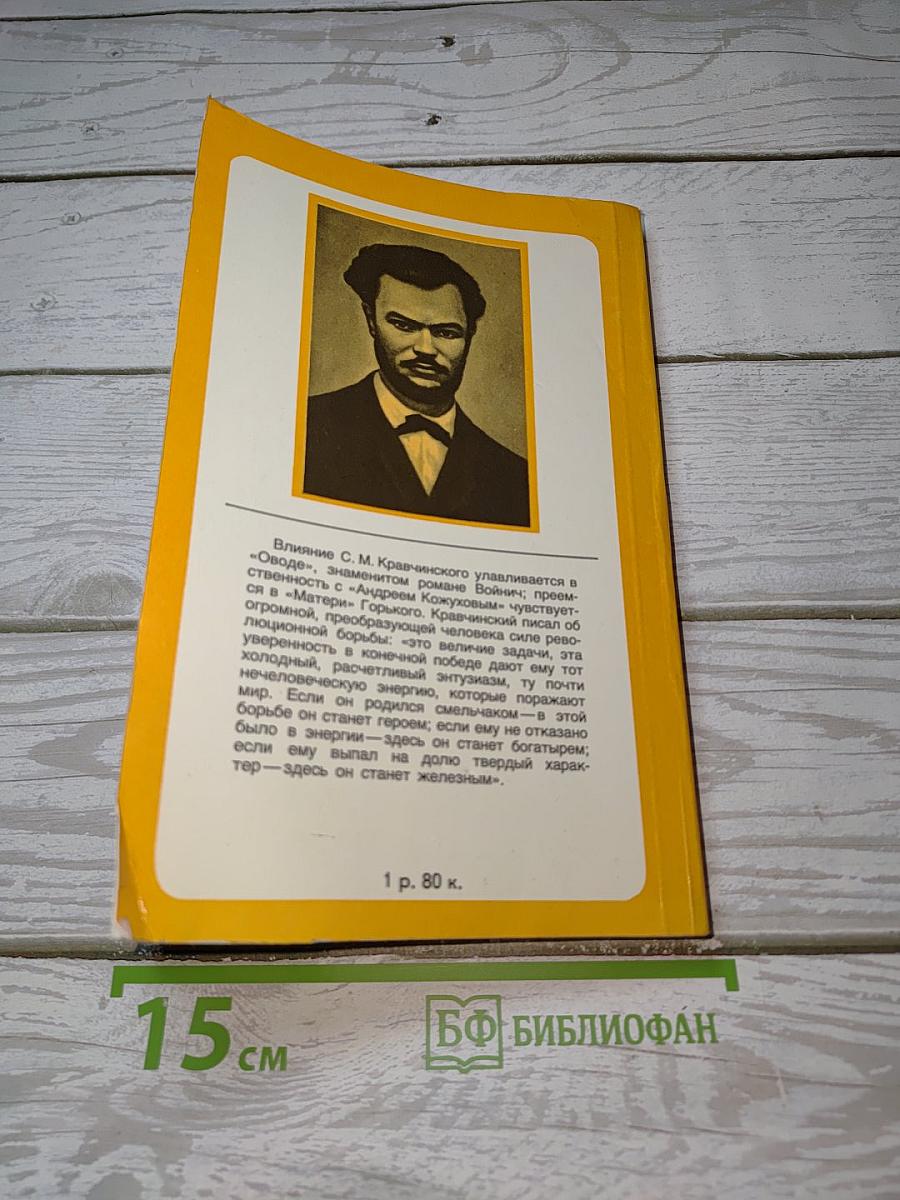 Влияние С. М. Кравчинского улавливается в
«Оводе», знаменитом романе Войнич; преем-
ственность с «Андреем Кожуховым» чувствует-
ся в «Матери» Горького. Кравчинский писал об
огромной, преобразующей человека силе рево-
люционной борьбы: «это величие задачи, эта
уверенность в конечной победе дают ему тот
холодный, расчетливый энтузиазм, ту почти
нечеловеческую энергию, которые поражают
мир. Если он родился смельчаком — в этой
борьбе он станет героем; если ему не отказано
было в энергии — здесь он станет богатырем;
если ему выпал на долю твердый харак-
тер — здесь он станет железным».
1 р. 80 к.
15 см
БФ БИБЛИОФА́Н